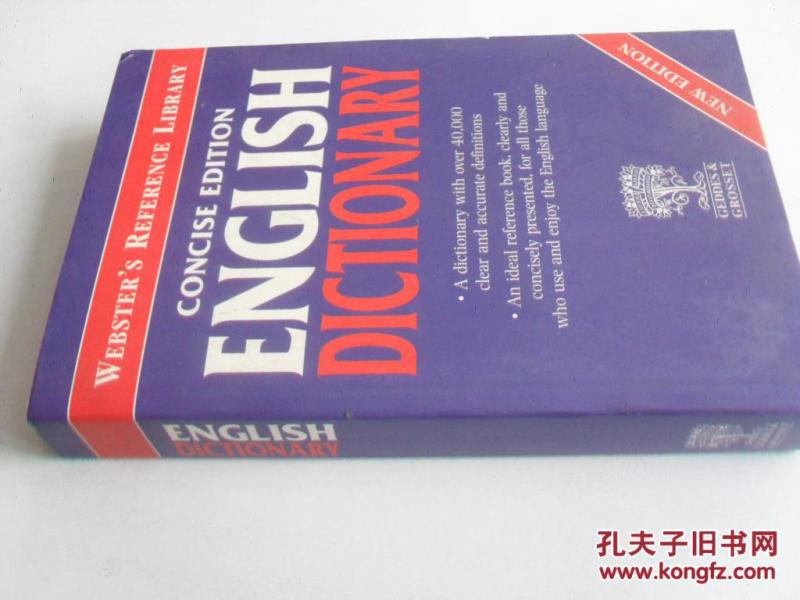 WEBSTER'S REFERENCE LIBRARY
NEW EDITION
CONCISE EDITION
ENGLISH
DICTIONARY
• A dictionary with over 40,000
clear and accurate definitions
• An ideal reference book, clearly and
concisely presented, for all those
who use and enjoy the English language
GEDDES &
GROSSET
ENGLISH
DICTIONARY
孔夫子旧书网
www.kongfz.com